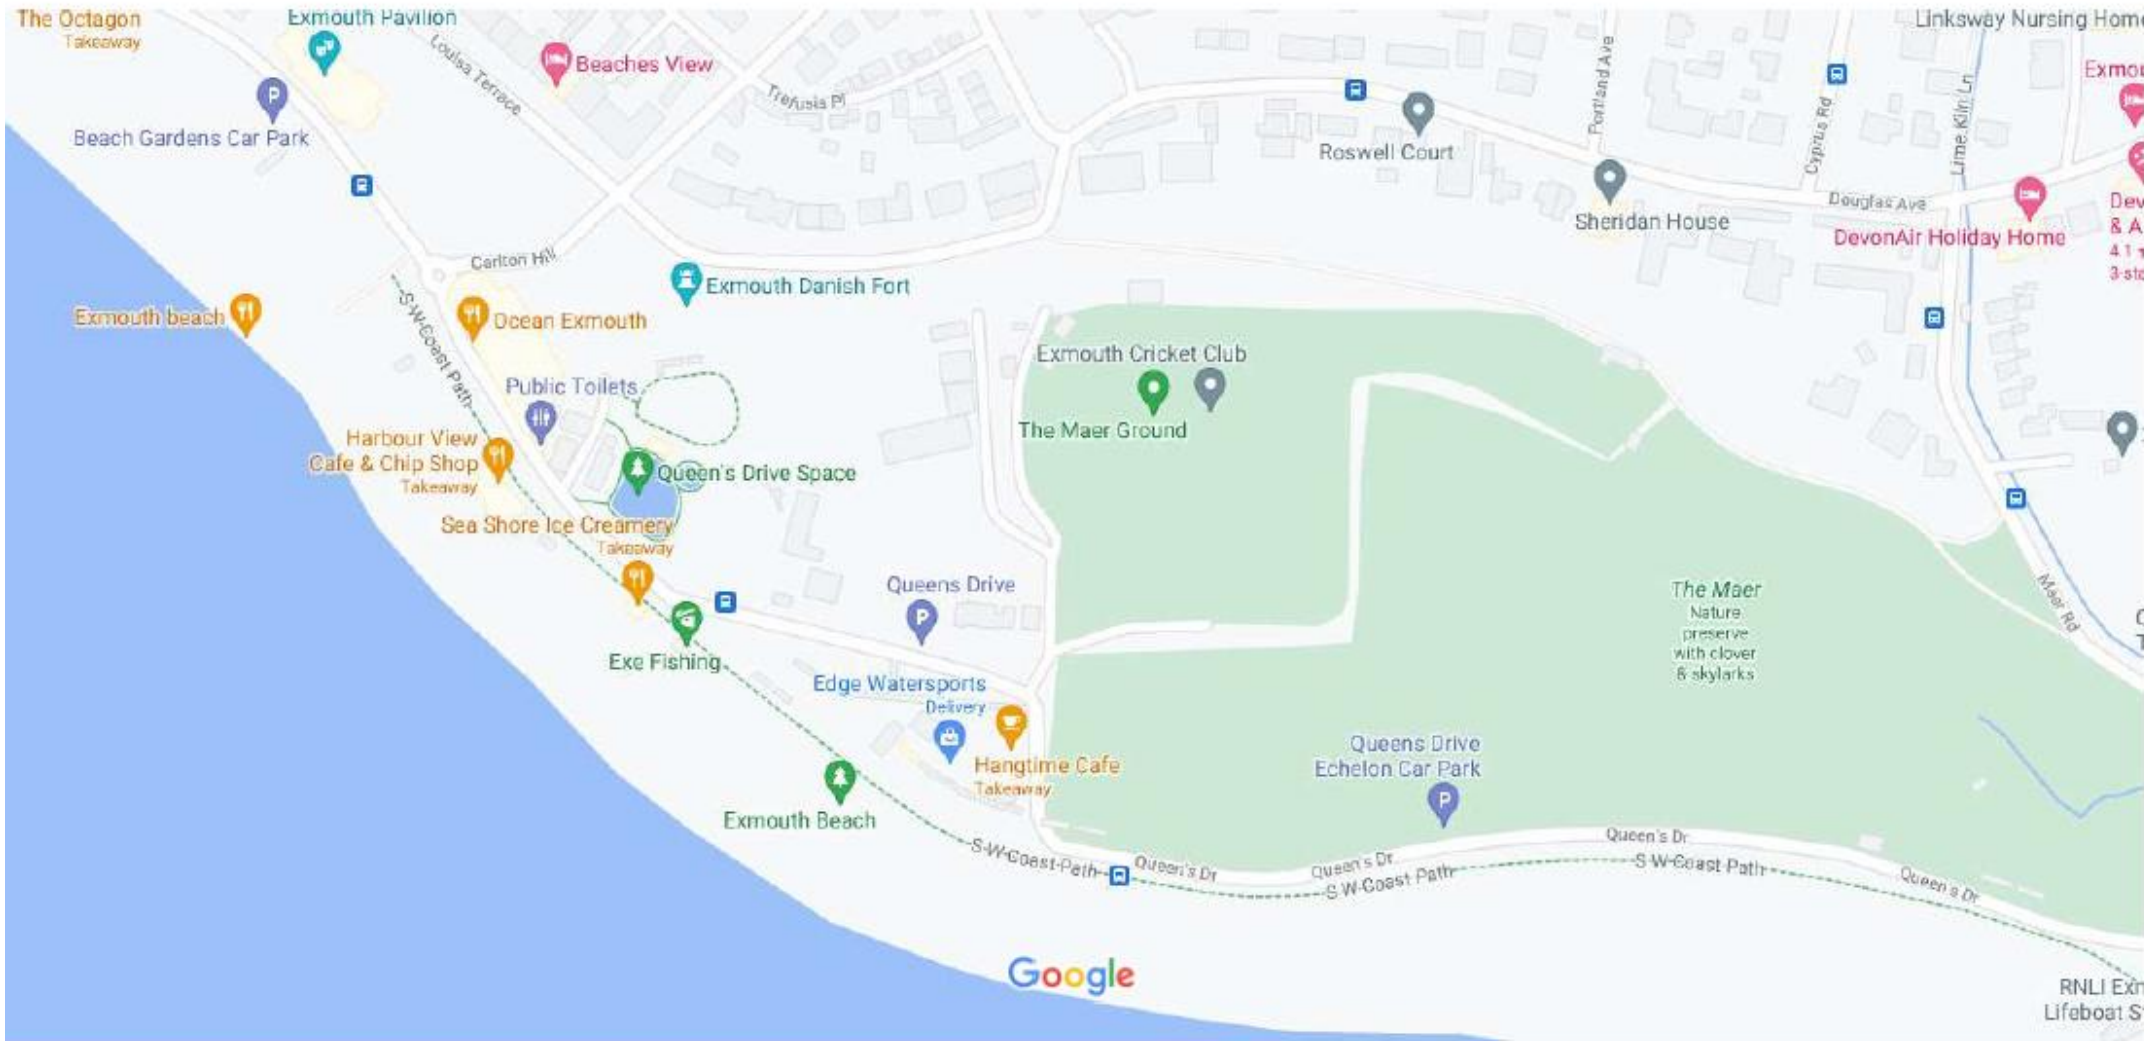 The Octagon
Takeaway
Exmouth Pavilion
Louisa Terrace
Beaches View
Trefusis Pl
Portland Ave
Cyprus Rd
Lime Kiln Ln
Linksway Nursing Home
P
Beach Gardens Car Park
Roswell Court
Sheridan House
Douglas Ave
DevonAir Holiday Home
& A
Carlton Hill
Exmouth Danish Fort
Exmouth beach
S-W-Coast-Path
Ocean Exmouth
Public Toilets
Exmouth Cricket Club
The Maer Ground
Harbour View
Cafe & Chip Shop
Takeaway
Queen's Drive Space
Sea Shore Ice Creamery
Takeaway
Queens Drive
P
Exe Fishing
Edge Watersports
Delivery
Hangtime Cafe
Takeaway
Exmouth Beach
The Maer
Nature
preserve
with clover
& skylarks
Maer Rd
Queens Drive
Echelon Car Park
P
S-W-Coast-Path
Queen's Dr
Queen's Dr
S W-Coast Path
Queen's Dr
S W-Coast Path
Queen's Dr
Google
RNLI Ex
Lifeboat S